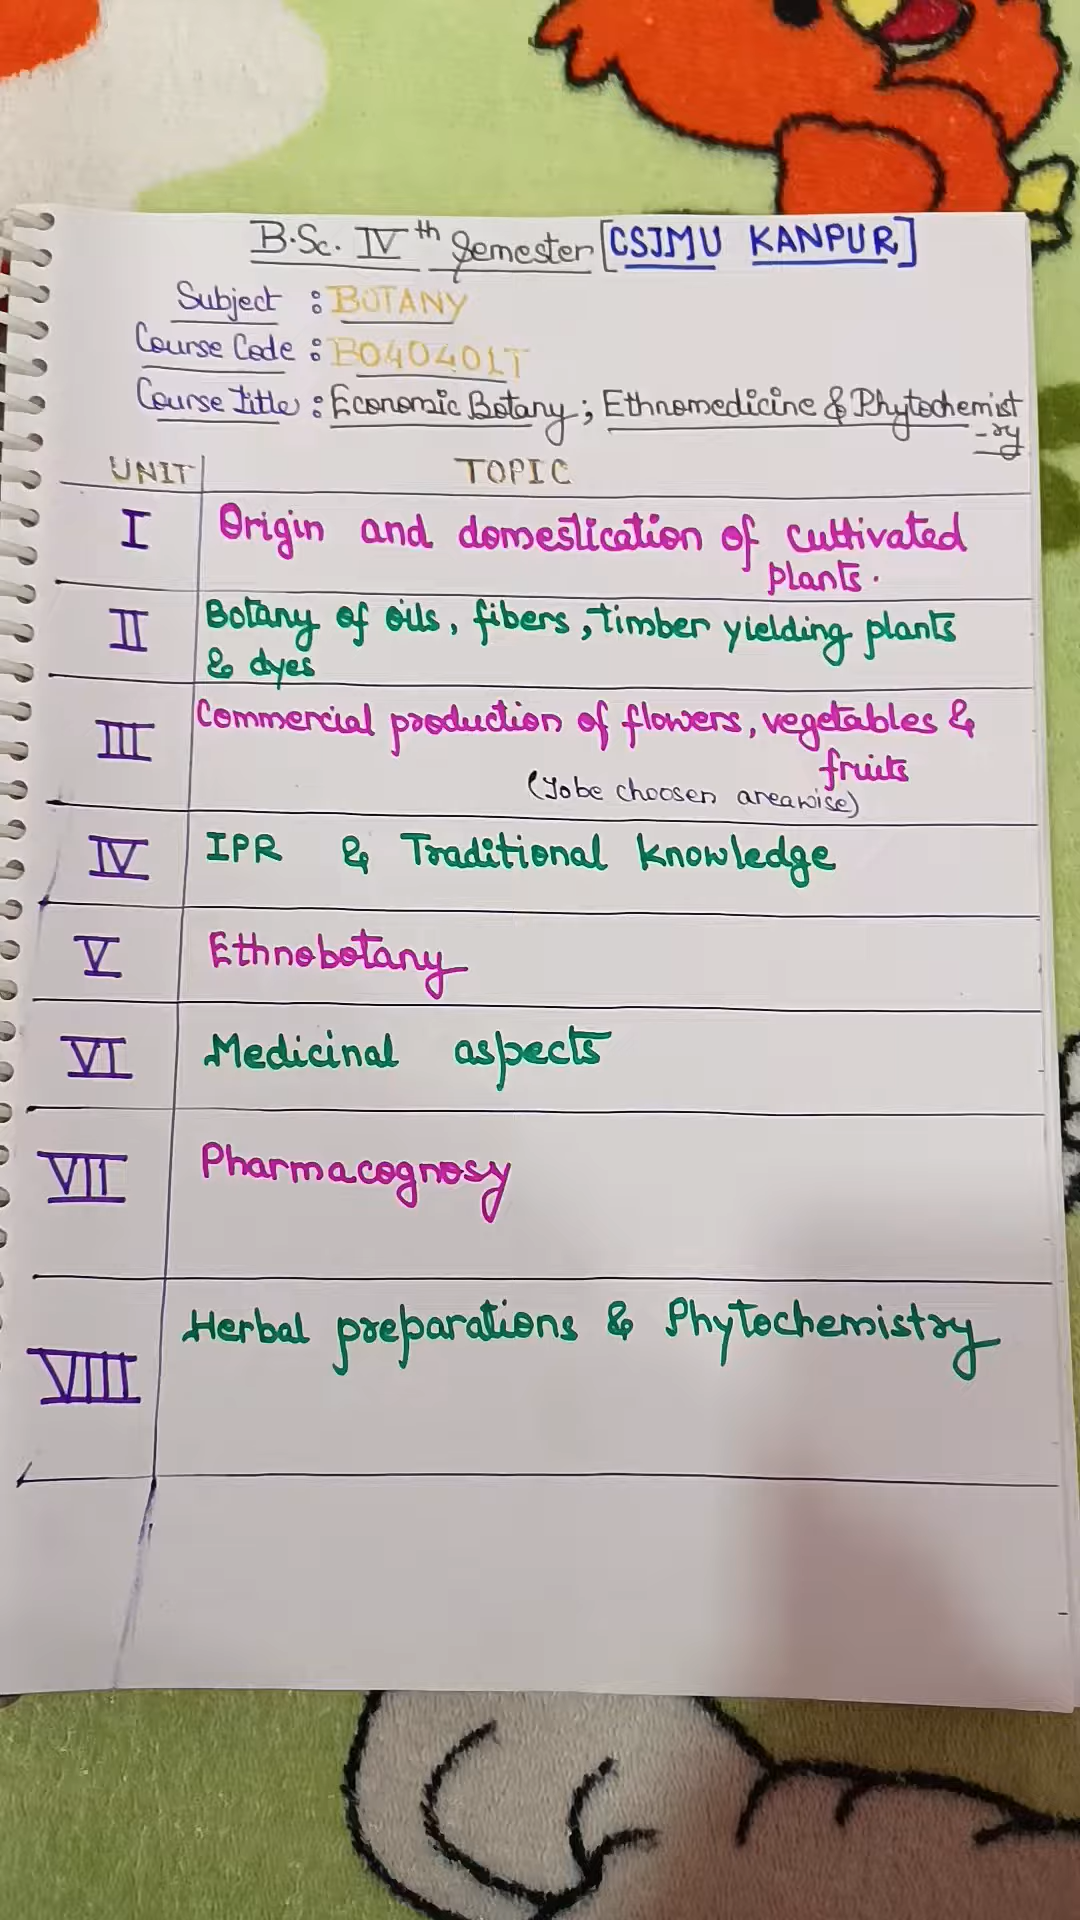 B.Sc. IVth Semester [CSJMU KANPUR]
Subject : BOTANY
Course Code : B040401T
Course Title : Economic Botany ; Ethnomedicine & Phytochemist
-ry
UNIT TOPIC
I Origin and domestication of cultivated
plants.
II Botany of oils, fibers, timber yielding plants
& dyes
III Commercial production of flowers, vegetables &
fruits
(To be choosen areawise)
IV IPR & Traditional Knowledge
V Ethnobotany
VI Medicinal aspects
VII Pharmacognosy
VIII Herbal preparations & Phytochemistry